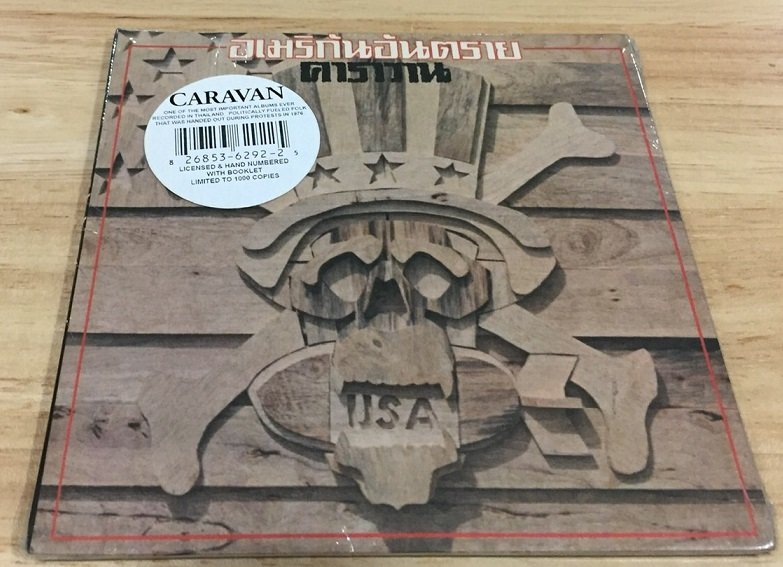 อเมริกันอันตราย
คาราวาน
CARAVAN
ONE OF THE MOST IMPORTANT ALBUMS EVER
RECORDED IN THAILAND. POLITICALLY FUELED FOLK
THAT WAS HANDED OUT DURING PROTESTS IN 1976
8 26853-6292-2 5
LICENSED & HAND NUMBERED
WITH BOOKLET
LIMITED TO 1000 COPIES
USA